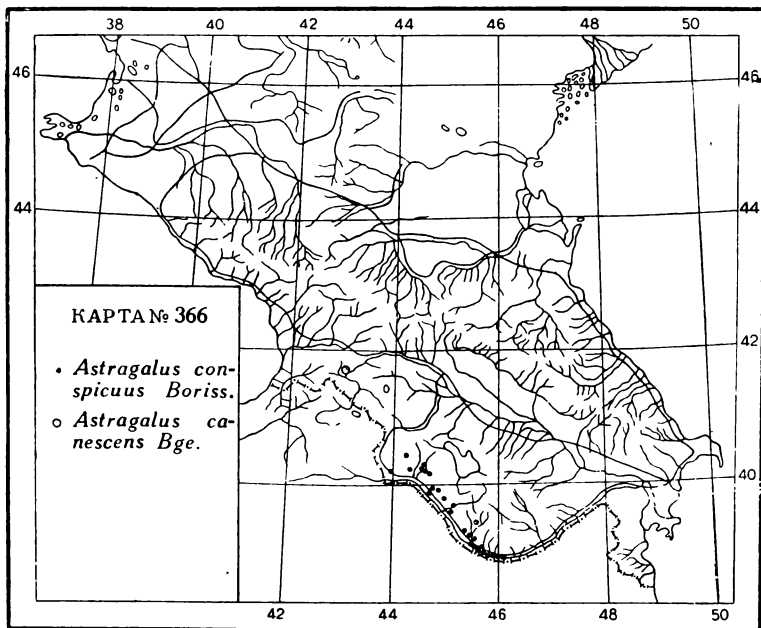 38 40 42 44 46 48 50
46 46
44 44
42
40
КАРТА № 366
• Astragalus con-
spicuus Boriss.
○ Astragalus ca-
nescens Bge.
42 44 46 48 50